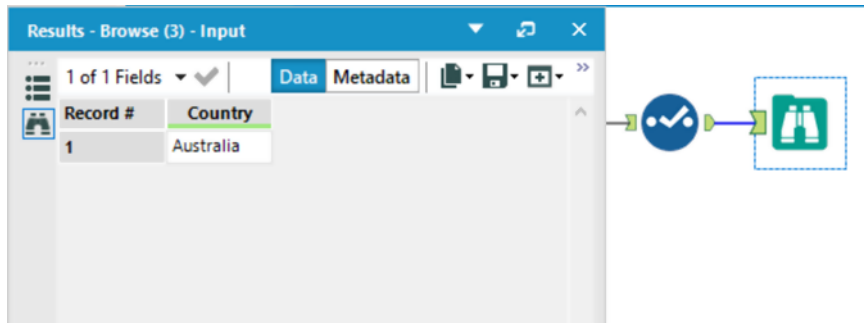 Results - Browse (3) - Input
1 of 1 Fields Data Metadata
Record # Country
1 Australia